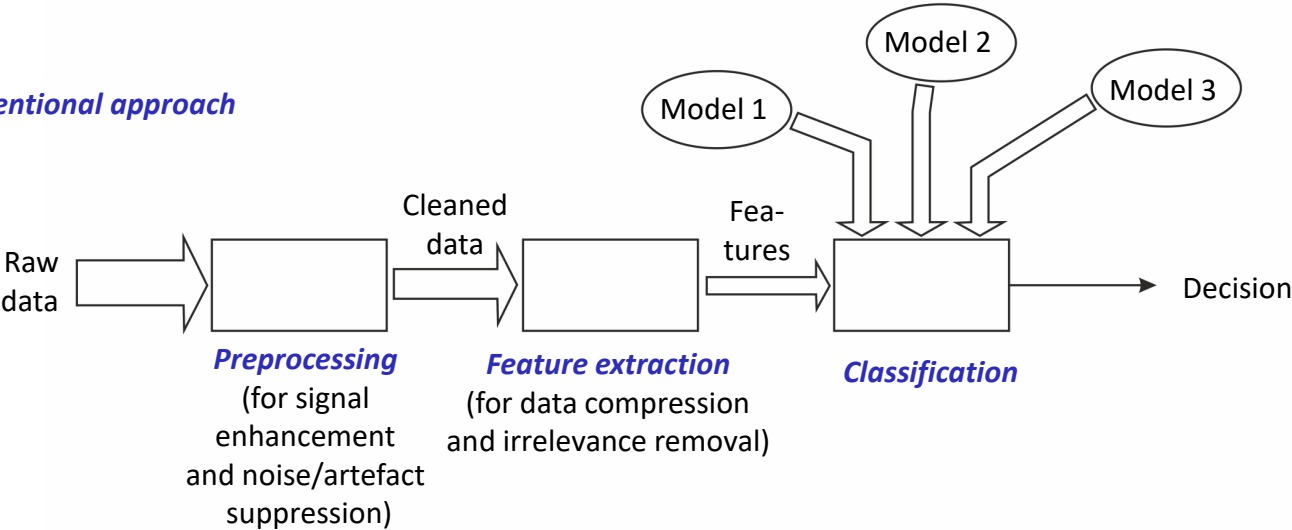 Model 2
Model 3
Model 1
entional approach
Cleaned
data
Fea-
tures
Raw
data
Decision
Preprocessing
(for signal
enhancement
and noise/artefact
suppression)
Feature extraction
(for data compression
and irrelevance removal)
Classification